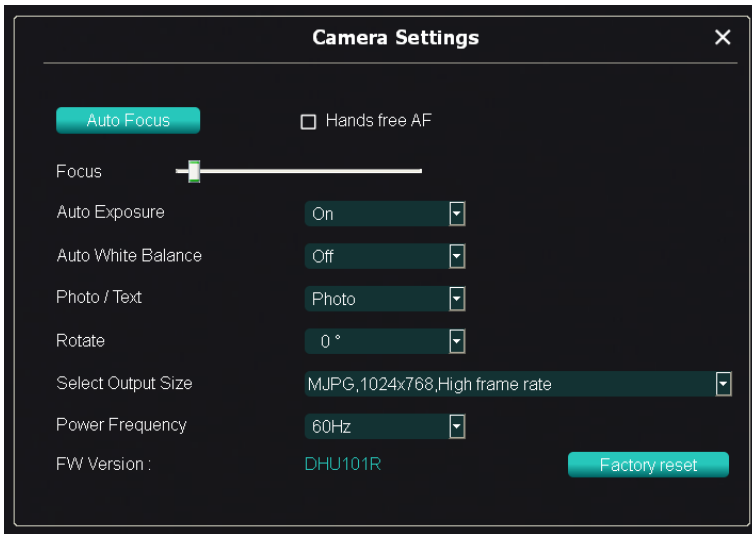 Camera Settings
Auto Focus
Hands free AF
Focus
Auto Exposure
On
Auto White Balance
Off
Photo / Text
Photo
Rotate
0 °
Select Output Size
MJPG,1024x768,High frame rate
Power Frequency
60Hz
FW Version :
DHU101R
Factory reset